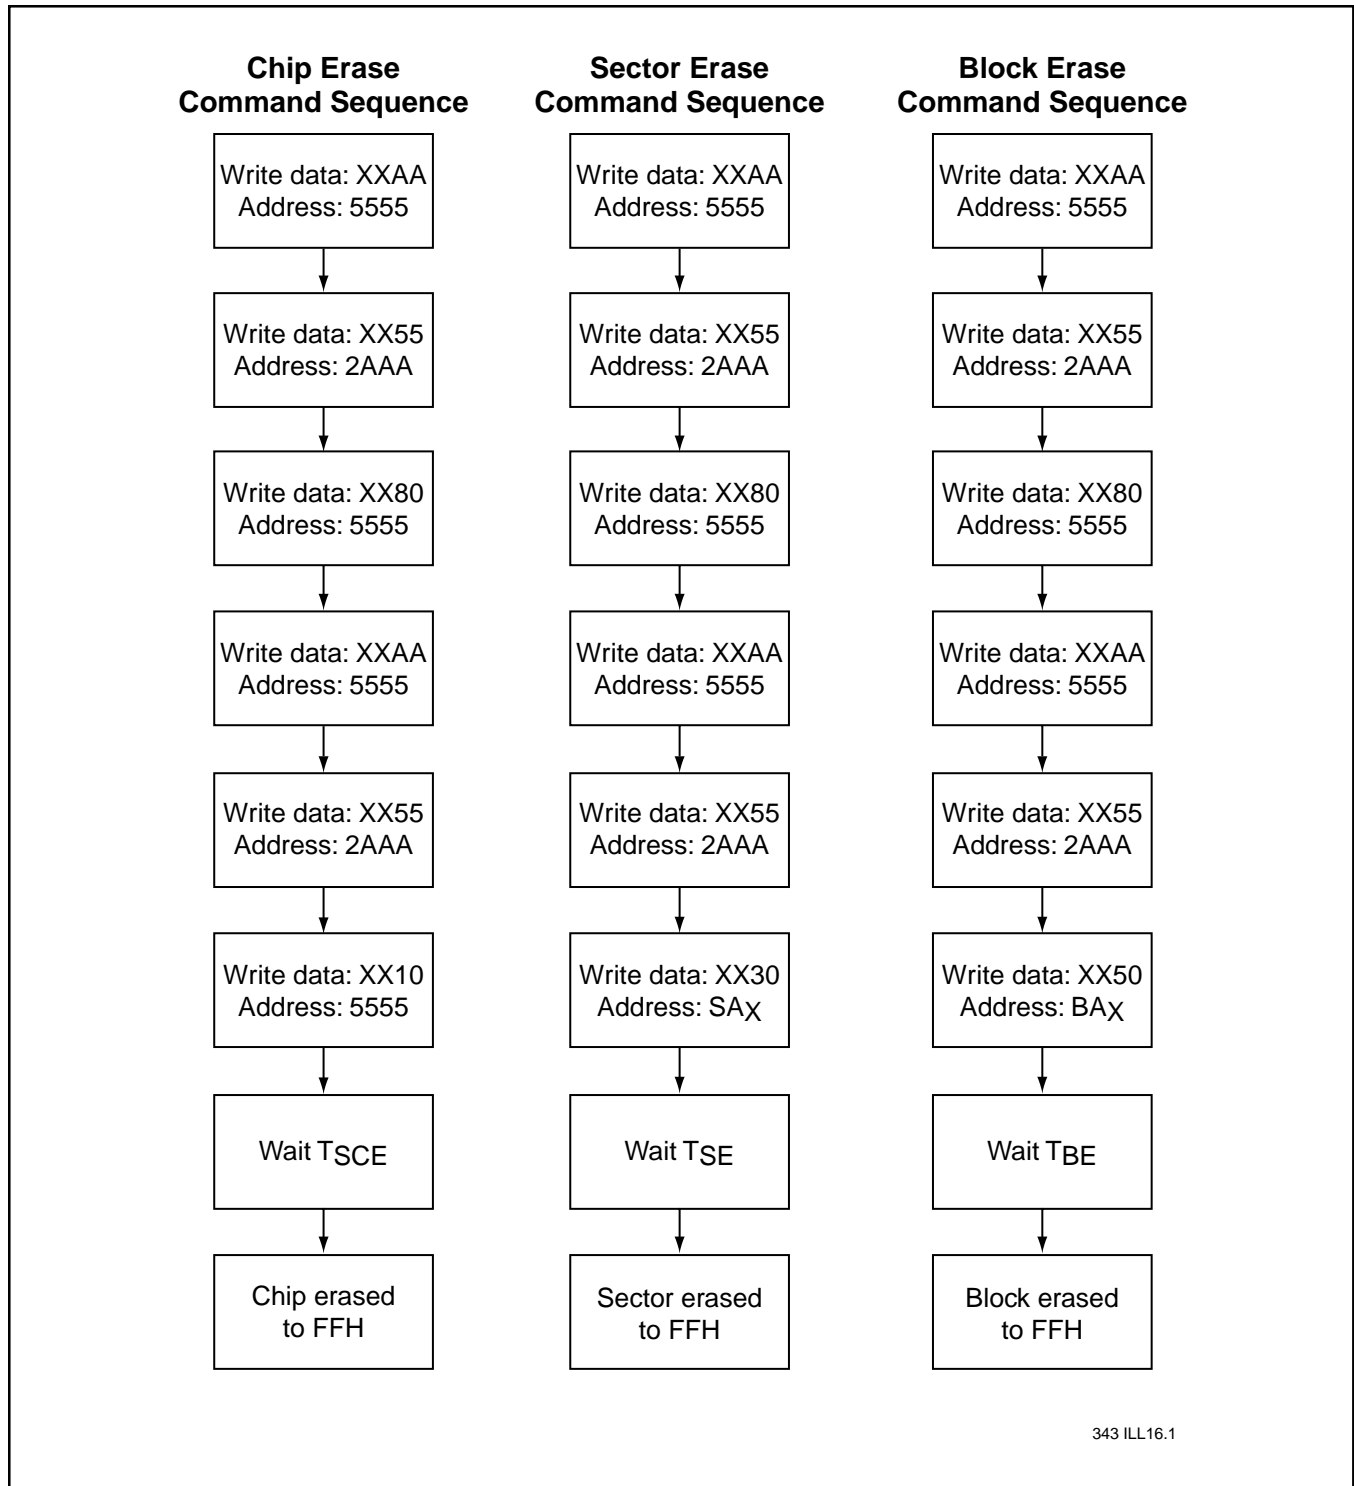 Chip Erase
Command Sequence
Write data: XXAA
Address: 5555
Write data: XX55
Address: 2AAA
Write data: XX80
Address: 5555
Write data: XXAA
Address: 5555
Write data: XX55
Address: 2AAA
Write data: XX10
Address: 5555
Wait TSCE
Chip erased
to FFH
Sector Erase
Command Sequence
Write data: XXAA
Address: 5555
Write data: XX55
Address: 2AAA
Write data: XX80
Address: 5555
Write data: XXAA
Address: 5555
Write data: XX55
Address: 2AAA
Write data: XX30
Address: SAX
Wait TSE
Sector erased
to FFH
Block Erase
Command Sequence
Write data: XXAA
Address: 5555
Write data: XX55
Address: 2AAA
Write data: XX80
Address: 5555
Write data: XXAA
Address: 5555
Write data: XX55
Address: 2AAA
Write data: XX50
Address: BAX
Wait TBE
Block erased
to FFH
343 ILL16.1